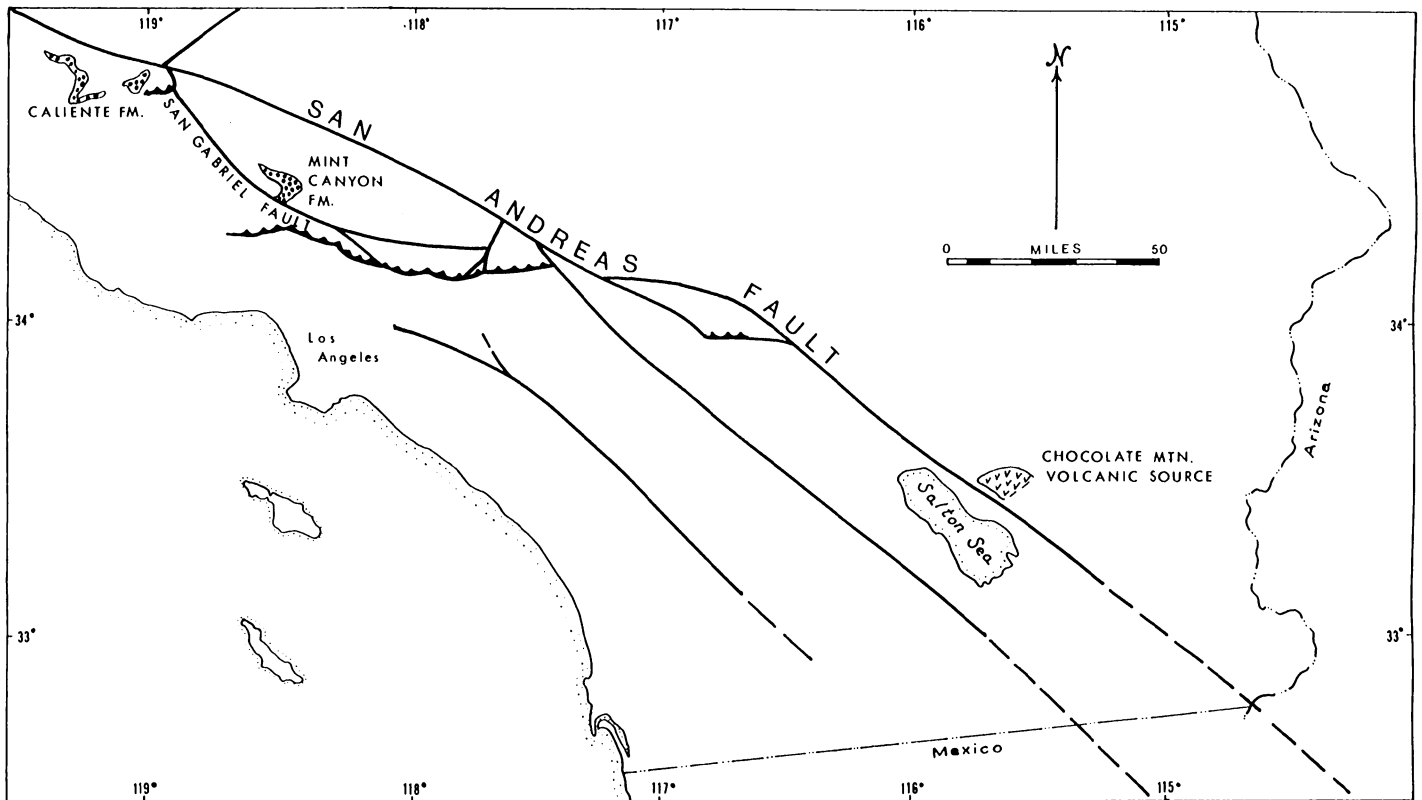 119°
118°
117°
116°
115°
N
CALIENTE FM.
SAN GABRIEL FAULT
MINT
CANYON
FM.
SAN ANDREAS FAULT
0 MILES 50
34°
34°
Los
Angeles
Arizona
CHOCOLATE MTN.
VOLCANIC SOURCE
Salton Sea
33°
33°
Mexico
119°
118°
117°
116°
115°